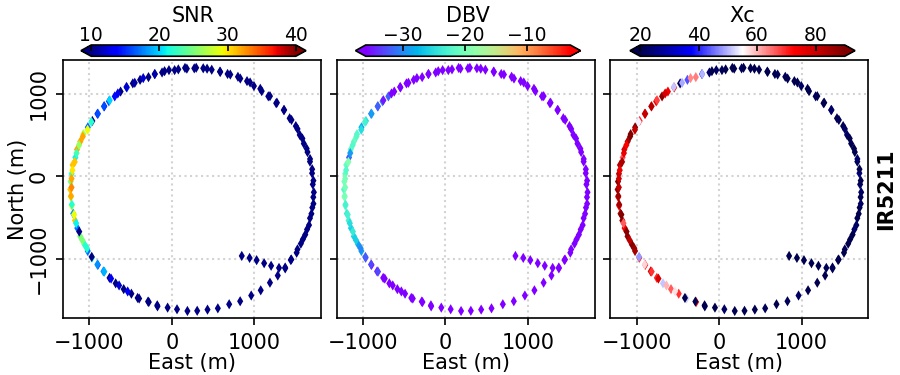 SNR DBV Xc
10 20 30 40 −30 −20 −10 20 40 60 80
1000
0
−1000
North (m)
IR5211
−1000 0 1000 −1000 0 1000 −1000 0 1000
East (m) East (m) East (m)